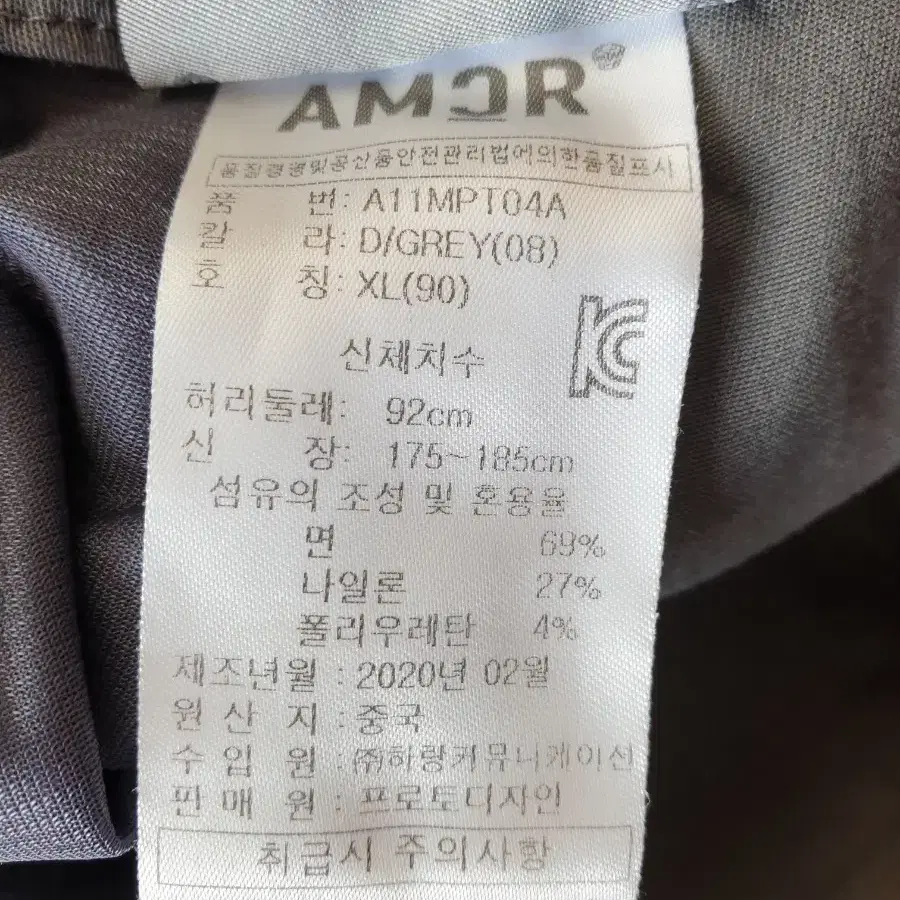 AMOR
품질경영및공산품안전관리법에의한품질표시
품 번: A11MPT04A
칼 라: D/GREY(08)
호 칭: XL(90)
신체치수
허리둘레: 92cm
신 장: 175~185cm
섬유의 조성 및 혼용율
면 69%
나일론 27%
폴리우레탄 4%
제조년월 : 2020년 02월
원 산 지 : 중국
수 입 원 : ㈜하랑커뮤니케이션
판 매 원 : 프로토디자인
취급시 주의사항